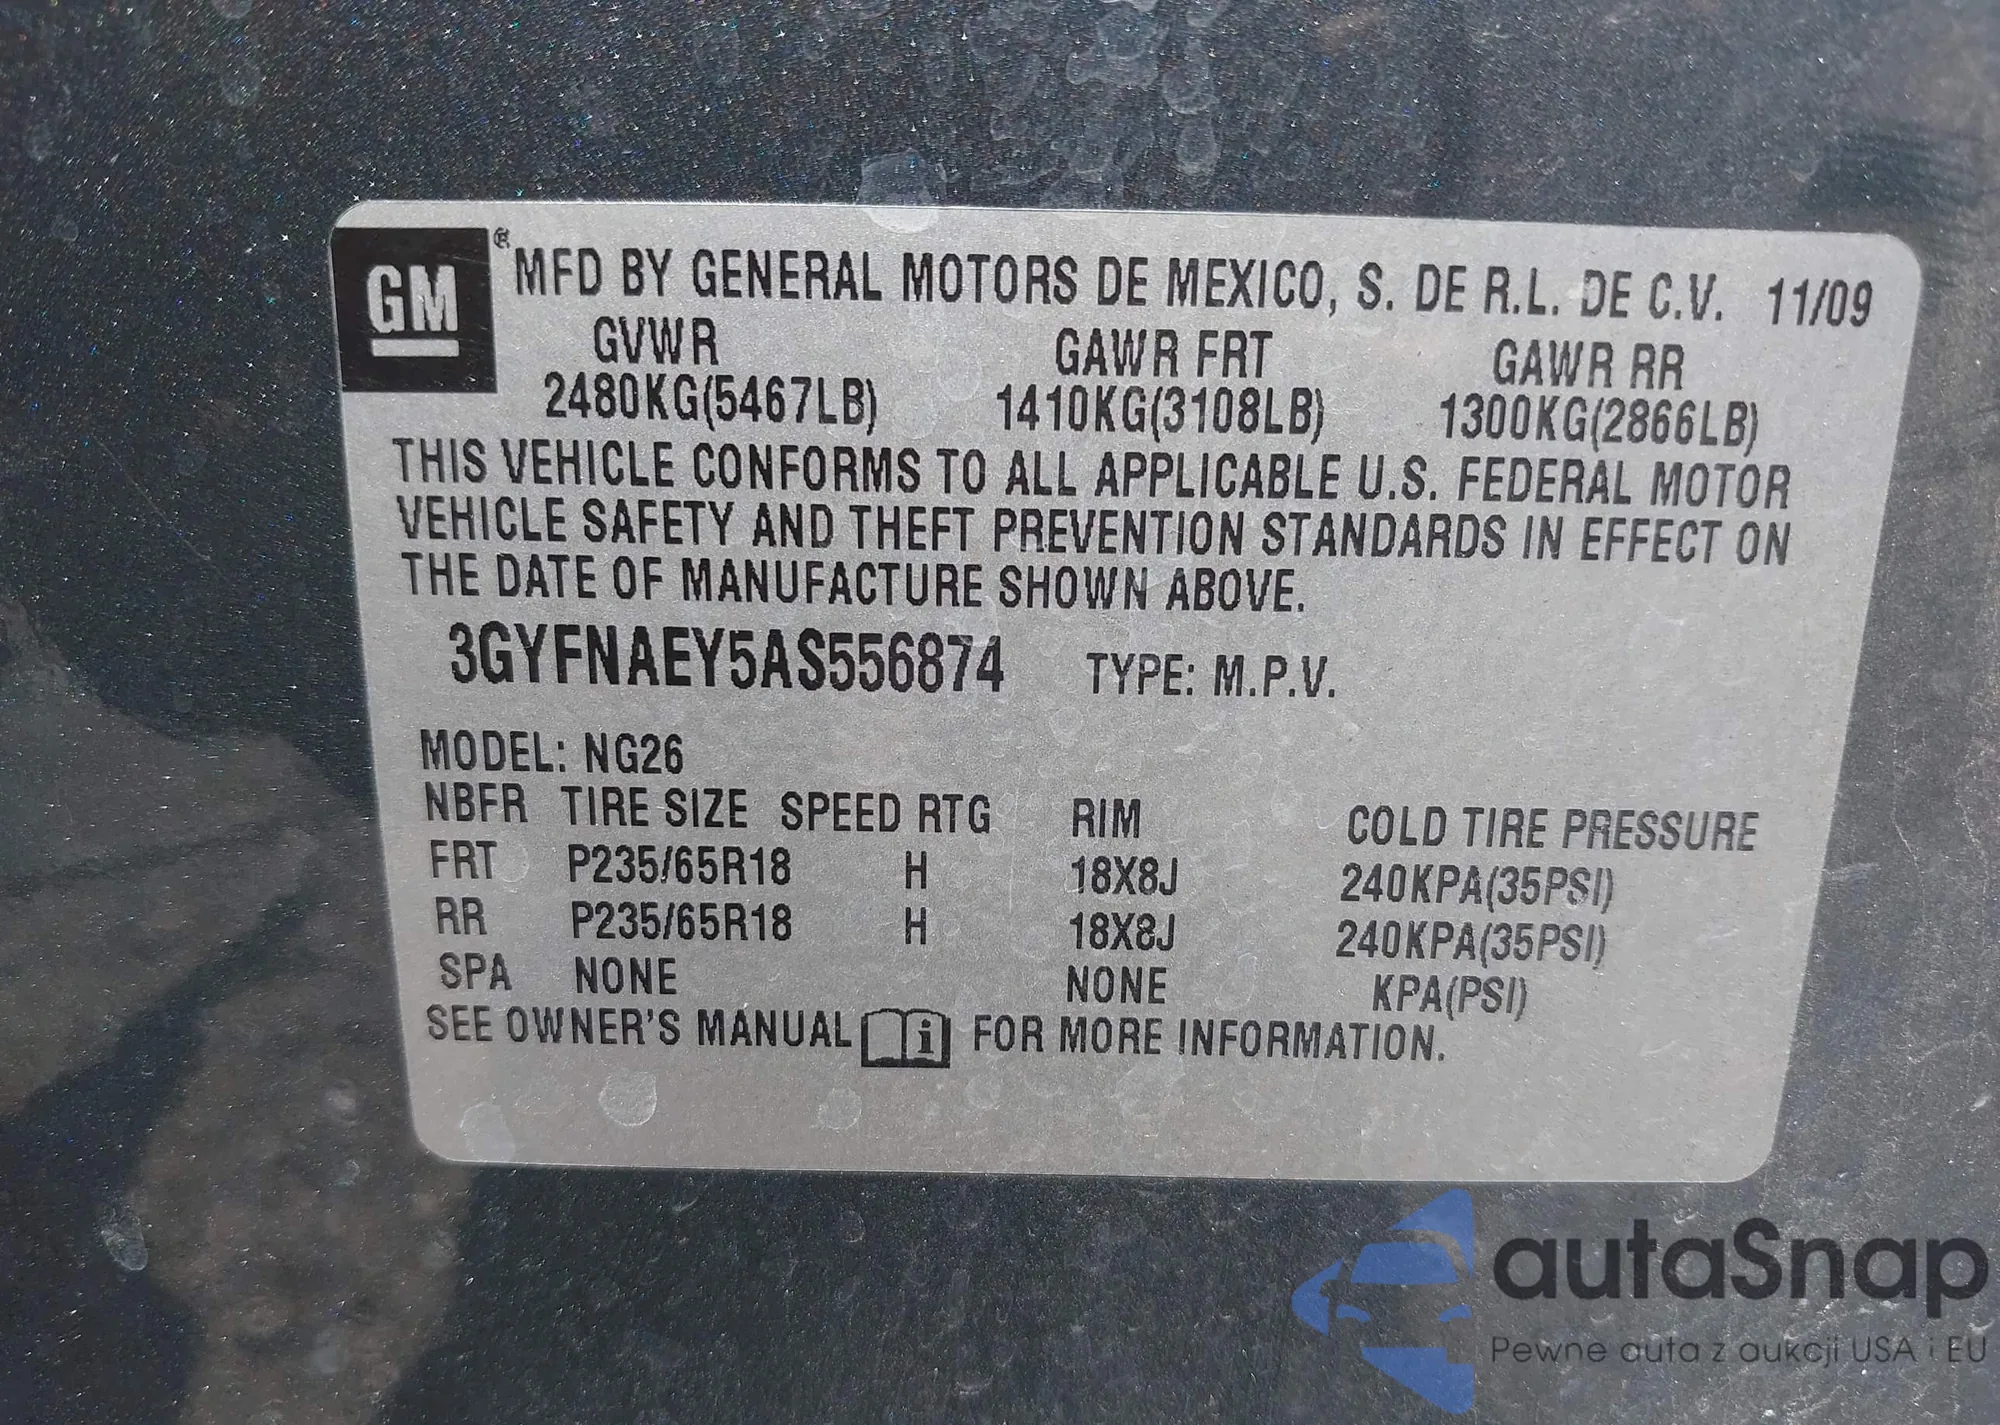 GM® MFD BY GENERAL MOTORS DE MEXICO, S. DE R.L. DE C.V. 11/09
GVWR GAWR FRT GAWR RR
2480KG(5467LB) 1410KG(3108LB) 1300KG(2866LB)
THIS VEHICLE CONFORMS TO ALL APPLICABLE U.S. FEDERAL MOTOR
VEHICLE SAFETY AND THEFT PREVENTION STANDARDS IN EFFECT ON
THE DATE OF MANUFACTURE SHOWN ABOVE.
3GYFNAEY5AS556874 TYPE: M.P.V.
MODEL: NG26
NBFR TIRE SIZE SPEED RTG RIM COLD TIRE PRESSURE
FRT P235/65R18 H 18X8J 240KPA(35PSI)
RR P235/65R18 H 18X8J 240KPA(35PSI)
SPA NONE NONE KPA(PSI)
SEE OWNER'S MANUAL i FOR MORE INFORMATION.
autaSnap
Pewne auta z aukcji USA i EU